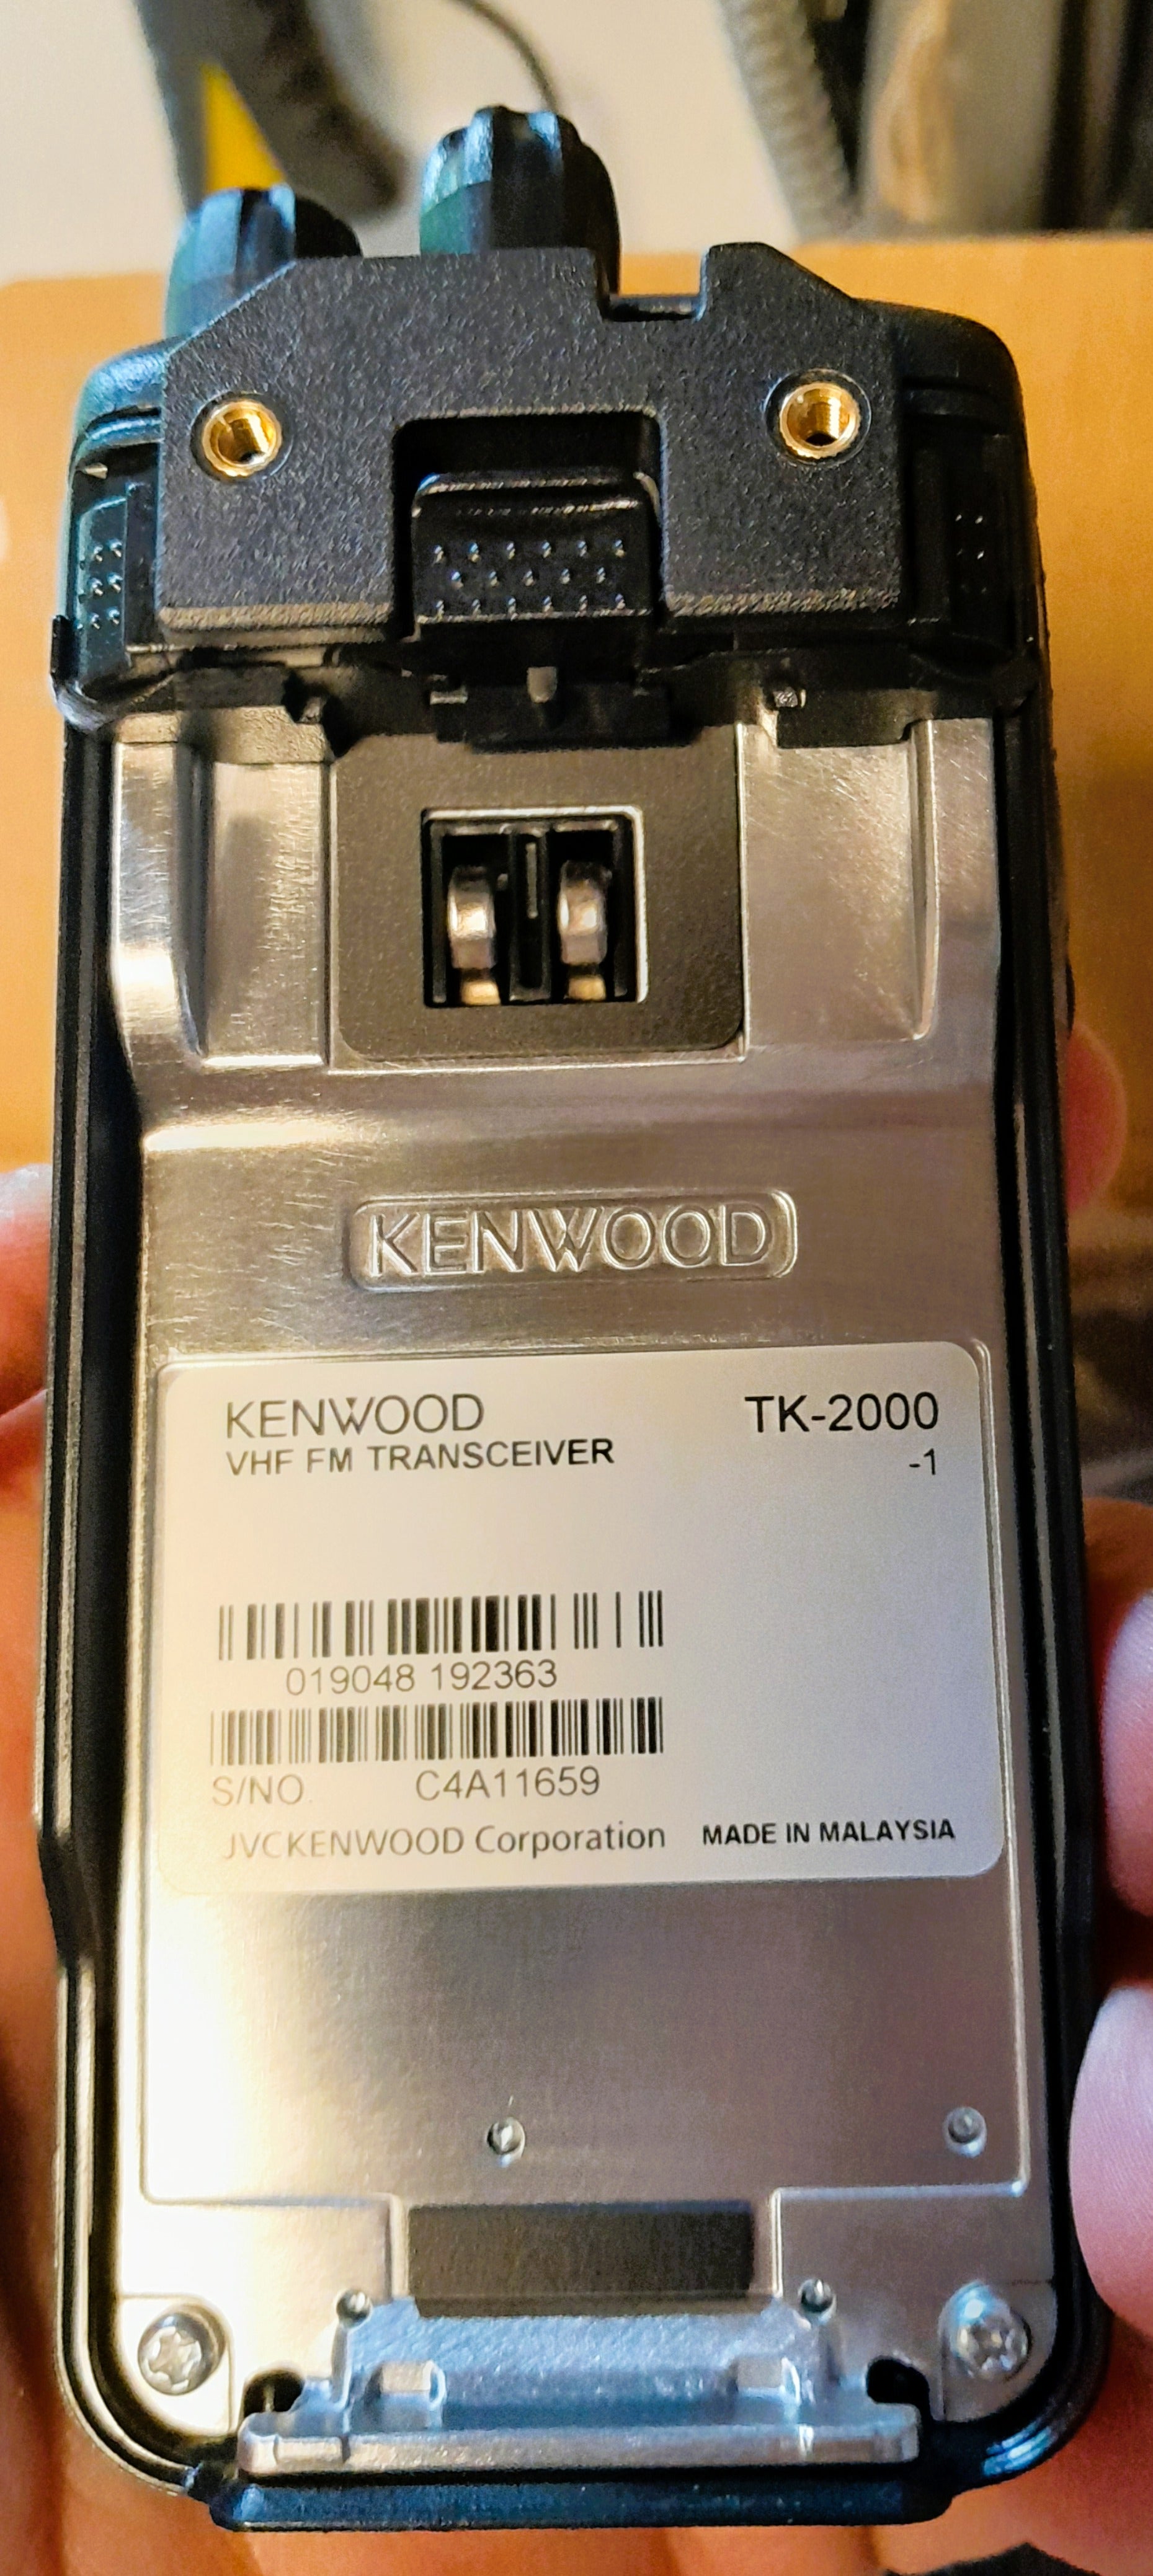 KENWOOD
KENWOOD TK-2000
VHF FM TRANSCEIVER -1
019048 192363
S/NO. C4A11659
JVCKENWOOD Corporation MADE IN MALAYSIA